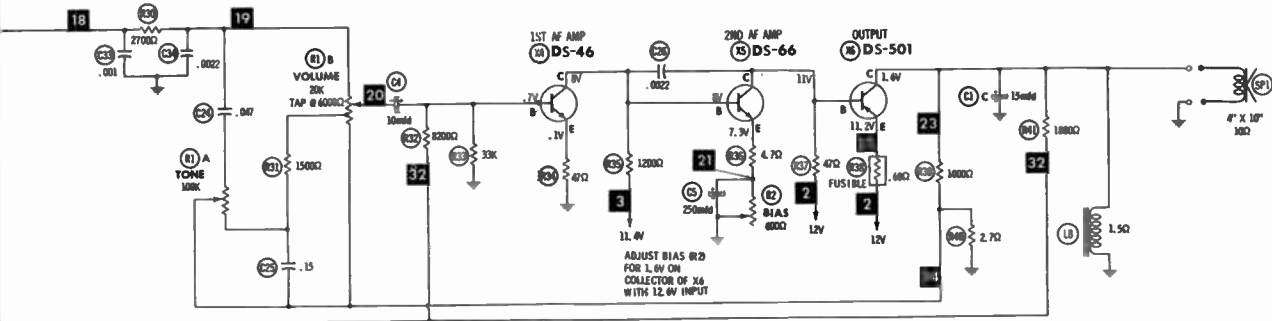 18
R30
2700Ω
19
C33
.001
C34
.0022
R1 B
VOLUME
20K
TAP @ 6000Ω
C24
.047
R1 A
TONE
100K
R31
1500Ω
C25
.15
20
C4
10mfd
R32
8200Ω
32
R33
33K
1ST AF AMP
X4 DS-46
C
8V
.7V
B
E
.1V
R34
47Ω
R35
1200Ω
3
11.4V
C26
.0022
2ND AF AMP
X5 DS-66
C
8V
B
E
7.3V
R36
4.7Ω
21
C5
250mfd
R2
BIAS
600Ω
ADJUST BIAS (R2)
FOR 1.6V ON
COLLECTOR OF X6
WITH 12.6V INPUT
OUTPUT
X6 DS-501
C
1.6V
11V
B
E
11.2V
R37
47Ω
2
12V
R38
.68Ω
FUSIBLE
2
12V
23
1000Ω
R40
2.7Ω
4
C3
C
15mfd
R41
1800Ω
32
L8
1.5Ω
SP1
4" X 10"
10Ω